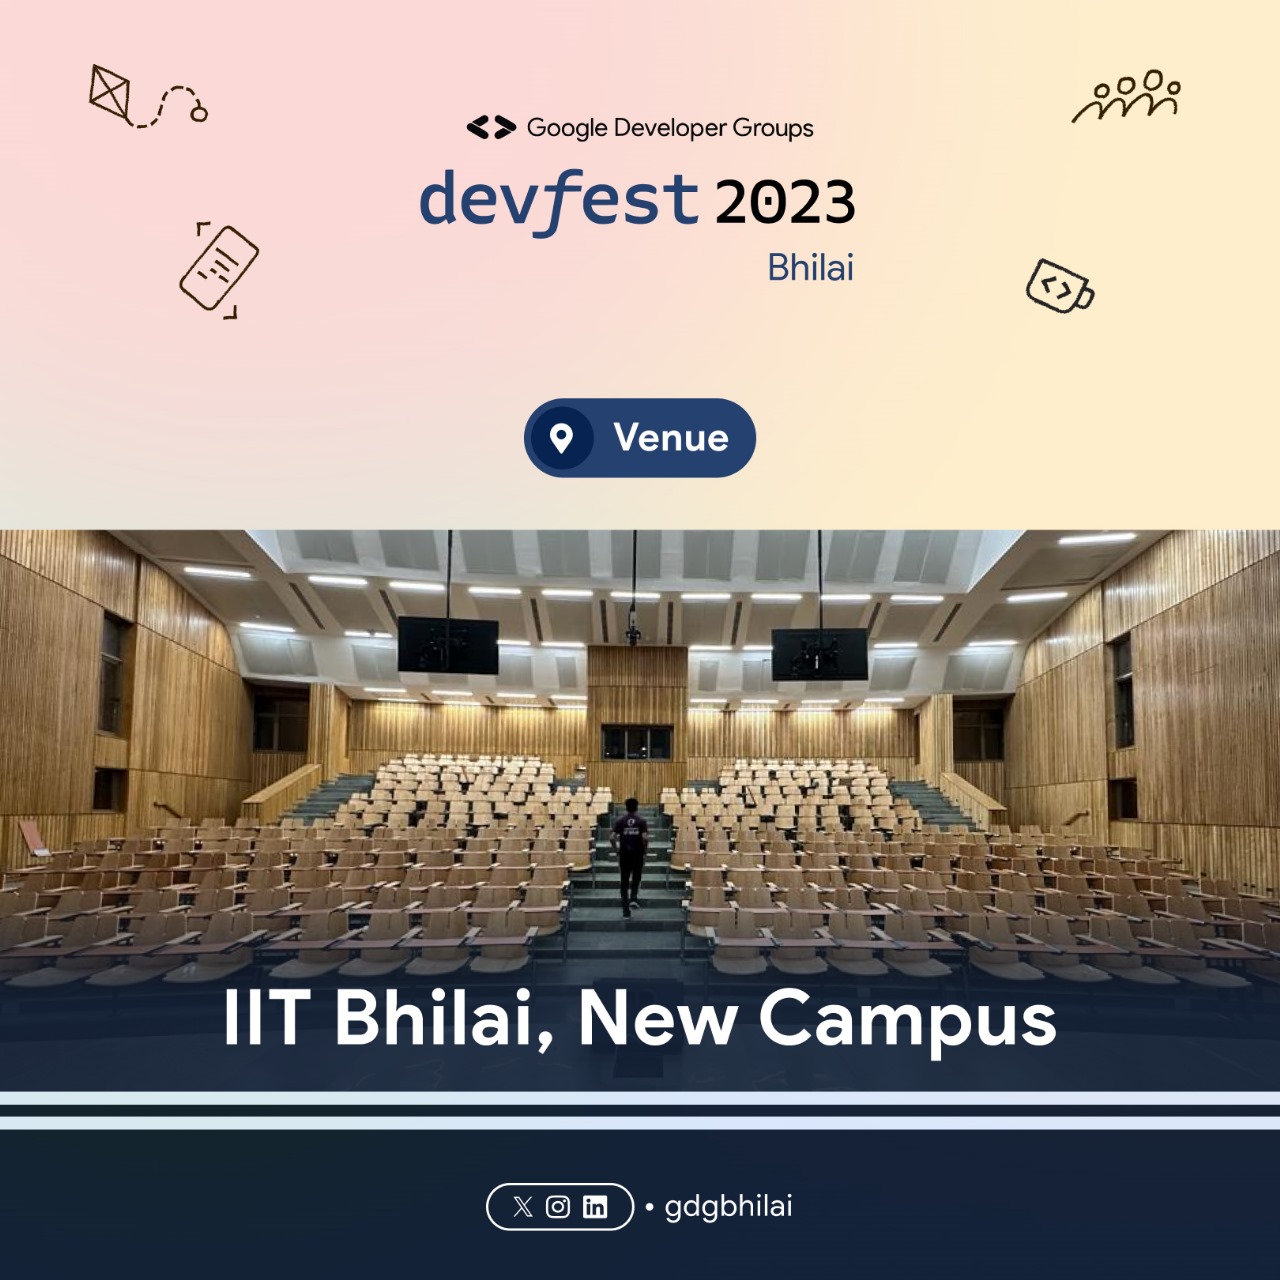 <> Google Developer Groups
devfest 2023
Bhilai
Venue
IIT Bhilai, New Campus
• gdgbhilai